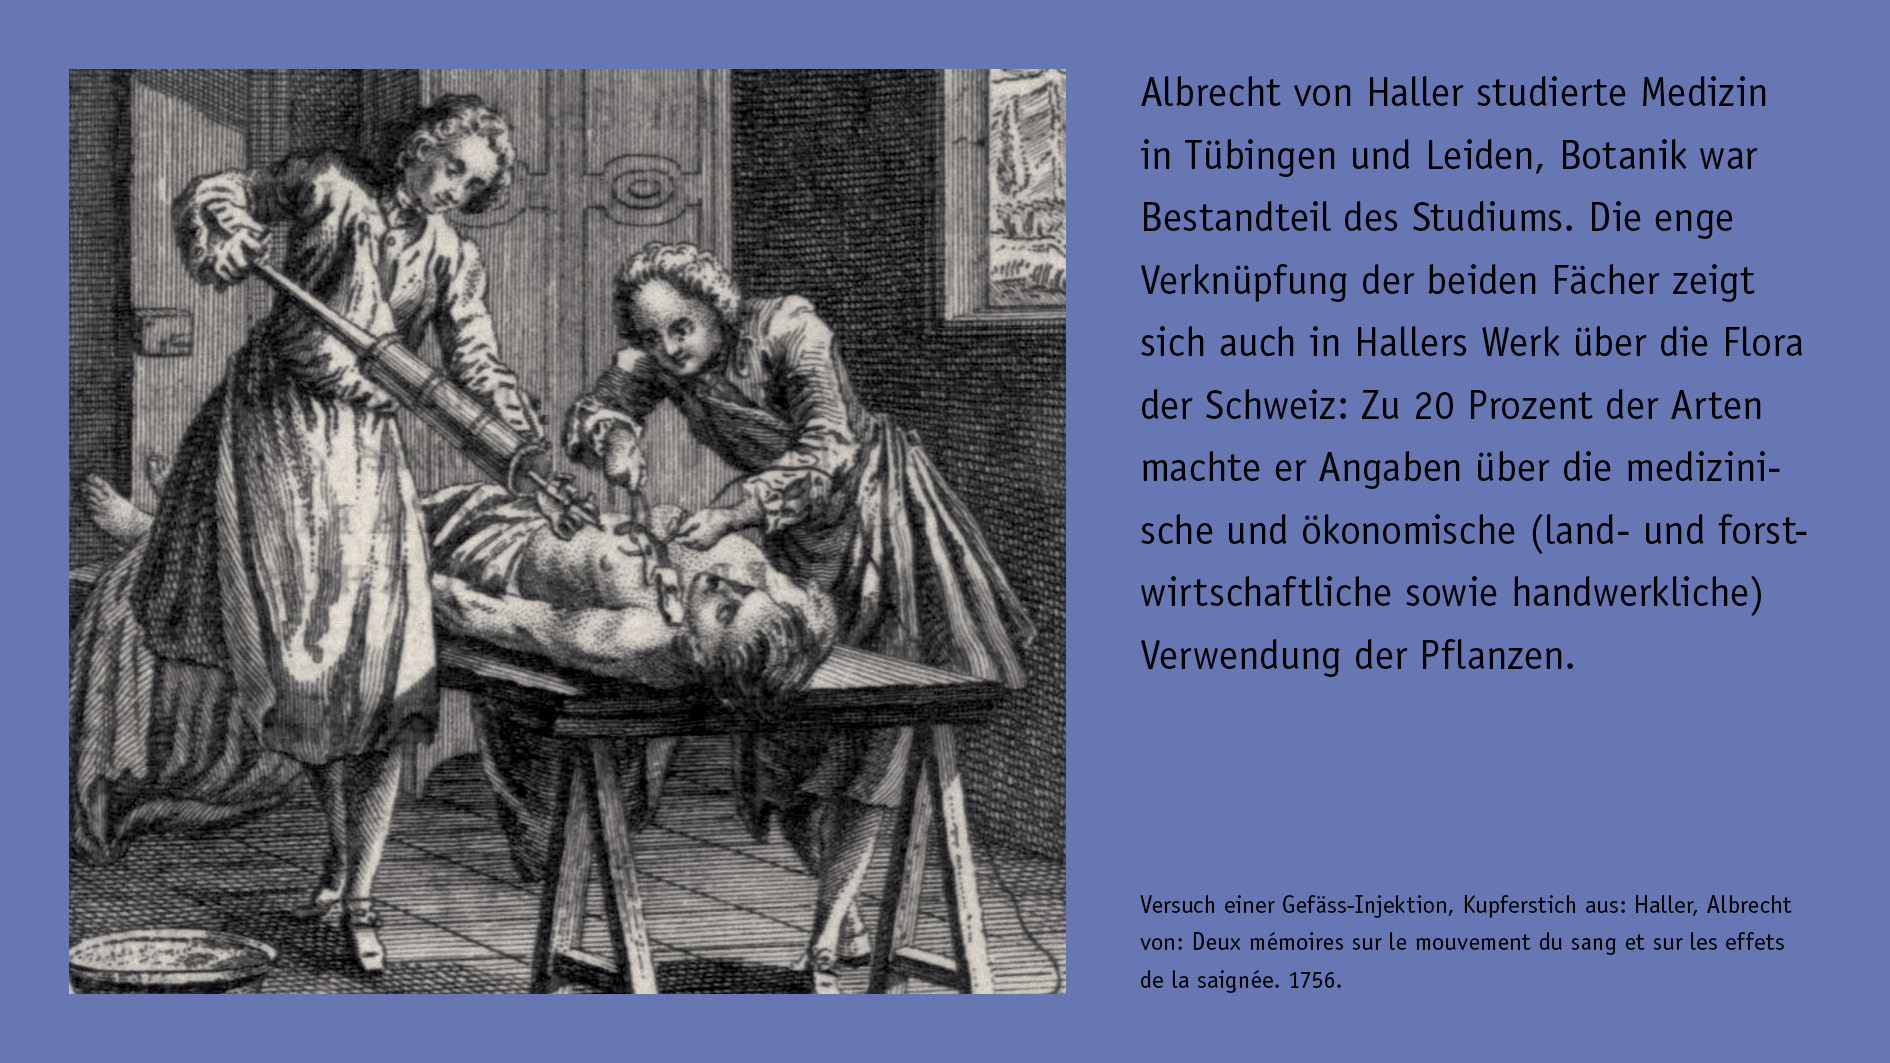 Albrecht von Haller studierte Medizin
in Tübingen und Leiden, Botanik war
Bestandteil des Studiums. Die enge
Verknüpfung der beiden Fächer zeigt
sich auch in Hallers Werk über die Flora
der Schweiz: Zu 20 Prozent der Arten
machte er Angaben über die medizini-
sche und ökonomische (land- und forst-
wirtschaftliche sowie handwerkliche)
Verwendung der Pflanzen.
Versuch einer Gefäss-Injektion, Kupferstich aus: Haller, Albrecht
von: Deux mémoires sur le mouvement du sang et sur les effets
de la saignée. 1756.